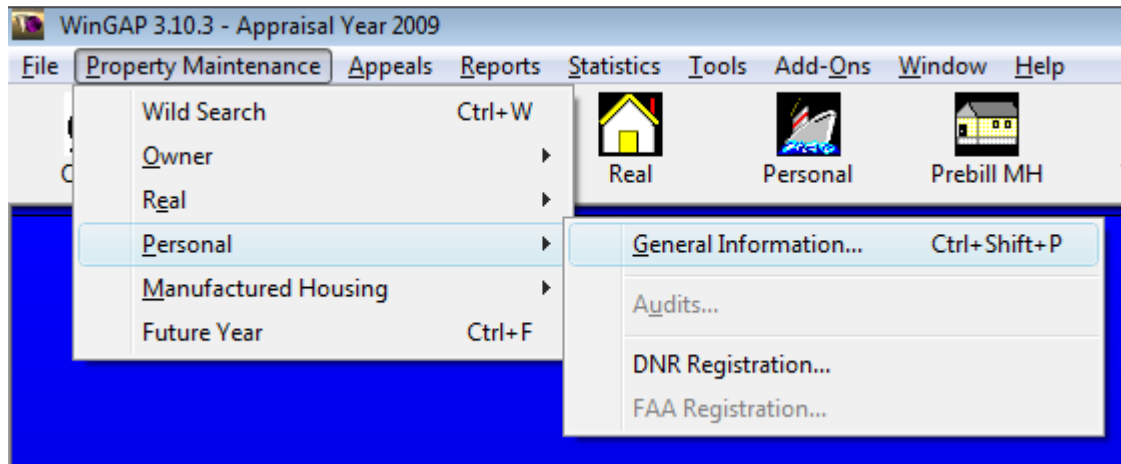 WinGAP 3.10.3 - Appraisal Year 2009
File Property Maintenance Appeals Reports Statistics Tools Add-Ons Window Help
Wild Search Ctrl+W
Owner
Real
Personal
Manufactured Housing
Future Year Ctrl+F
Real Personal Prebill MH
General Information... Ctrl+Shift+P
Audits...
DNR Registration...
FAA Registration...